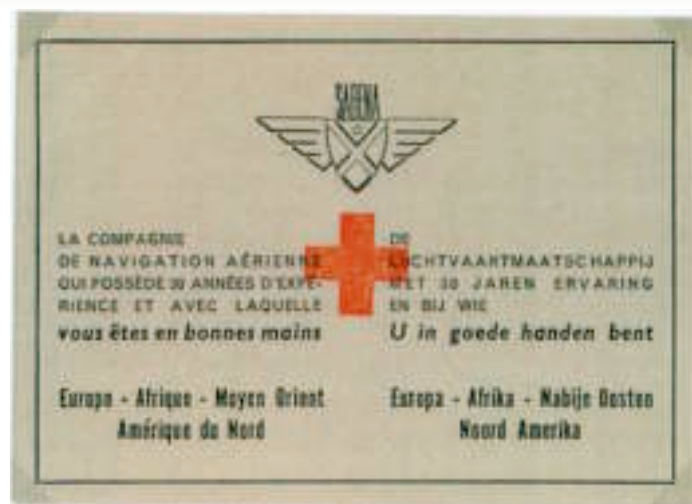 SABENA
LA COMPAGNIE
DE NAVIGATION AÉRIENNE
QUI POSSÈDE 30 ANNÉES D'EXPÉ-
RIENCE ET AVEC LAQUELLE
vous êtes en bonnes mains
Europe - Afrique - Moyen Orient
Amérique du Nord
DE
LUCHTVAARTMAATSCHAPPIJ
MET 30 JAREN ERVARING
EN BIJ WIE
U in goede handen bent
Europa - Afrika - Nabije Oosten
Noord Amerika